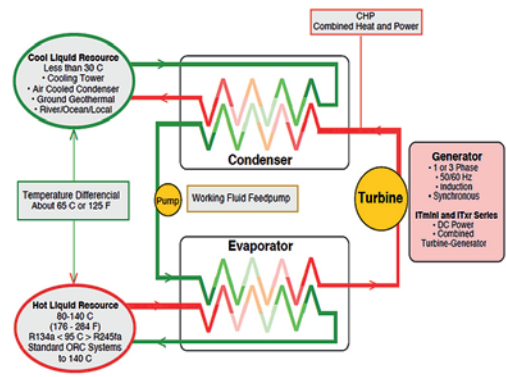 CHP
Combined Heat and Power
Cool Liquid Resource
Less than 30 C
• Cooling Tower
• Air Cooled Condenser
• Ground Geothermal
• River/Ocean/Local
Condenser
Generator
• 1 or 3 Phase
• 50/60 Hz
• Induction
• Synchronous
ITmini and ITxr Series
• DC Power
• Combined
Turbine-Generator
Temperature Differencial
About 65 C or 125 F
Pump
Working Fluid Feedpump
Turbine
Evaporator
Hot Liquid Resource
80-140 C
(176 - 284 F)
R134a < 95 C > R245fa
Standard ORC Systems
to 140 C